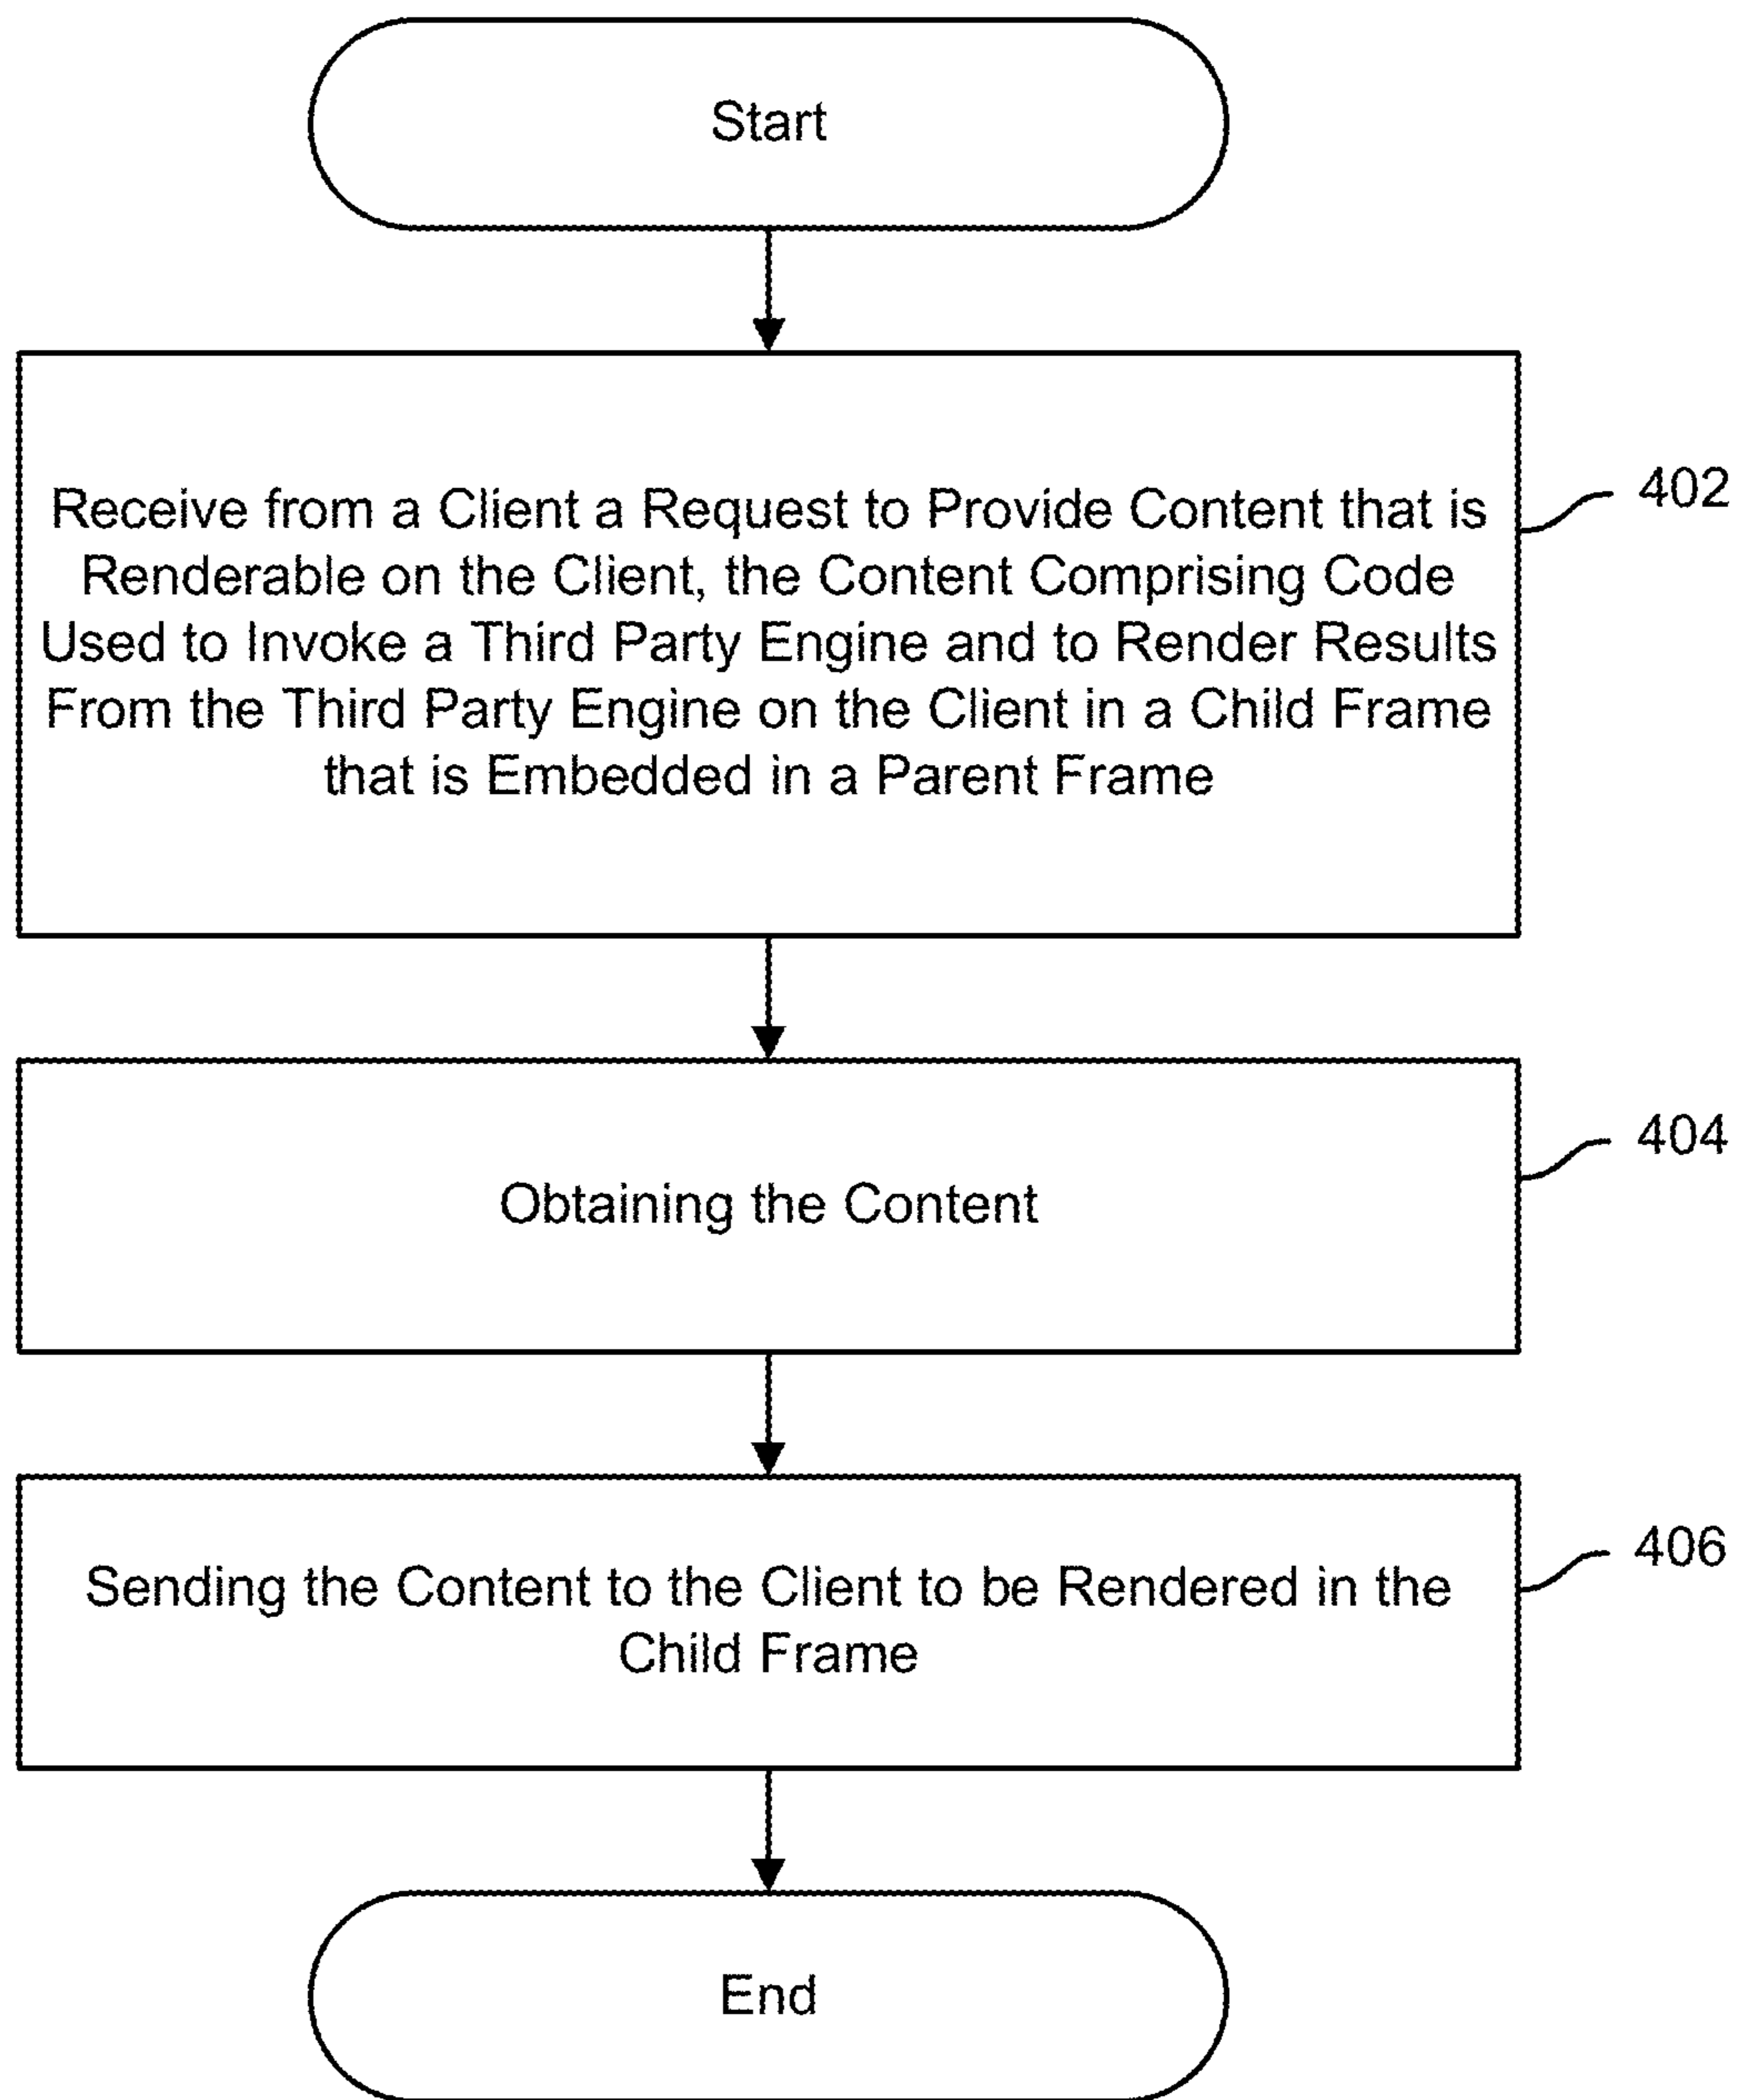 Start
Receive from a Client a Request to Provide Content that is
Renderable on the Client, the Content Comprising Code
Used to Invoke a Third Party Engine and to Render Results
From the Third Party Engine on the Client in a Child Frame
that is Embedded in a Parent Frame
402
Obtaining the Content
404
Sending the Content to the Client to be Rendered in the
Child Frame
406
End